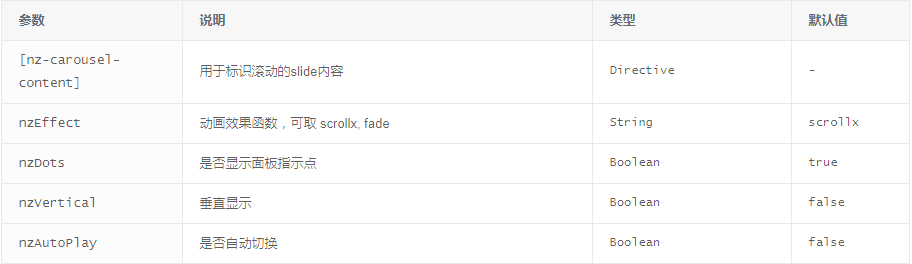 参数 说明 类型 默认值
[nz-carousel-
content] 用于标识滚动的slide内容 Directive -
nzEffect 动画效果函数，可取 scrollx, fade String scrollx
nzDots 是否显示面板指示点 Boolean true
nzVertical 垂直显示 Boolean false
nzAutoPlay 是否自动切换 Boolean false